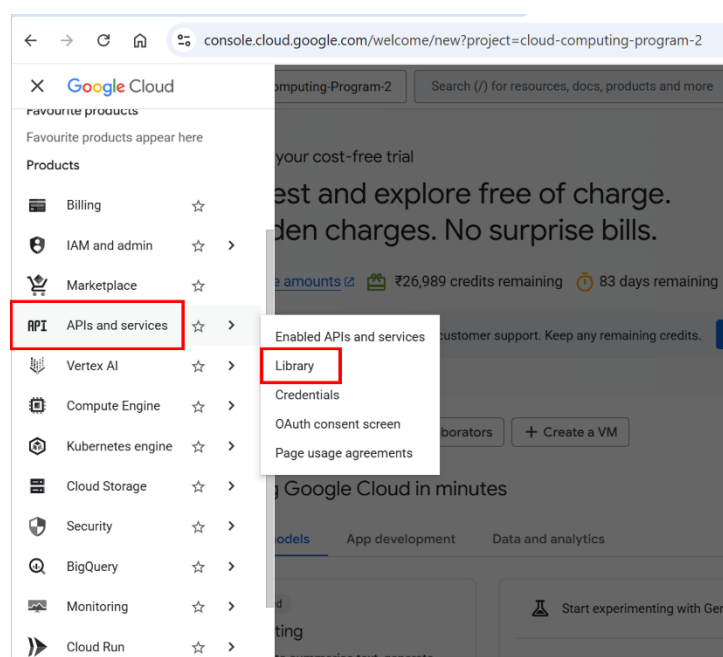 console.cloud.google.com/welcome/new?project=cloud-computing-program-2
Google Cloud
omputing-Program-2
Search (/) for resources, docs, products and more
Favourite products
Favourite products appear here
Products
Billing
IAM and admin
Marketplace
API APIs and services
Vertex AI
Compute Engine
Kubernetes engine
Cloud Storage
Security
BigQuery
Monitoring
Cloud Run
Enabled APIs and services
Library
Credentials
OAuth consent screen
Page usage agreements
your cost-free trial
est and explore free of charge.
den charges. No surprise bills.
e amounts
₹26,989 credits remaining
83 days remaining
customer support. Keep any remaining credits.
borators
+ Create a VM
g Google Cloud in minutes
odels
App development
Data and analytics
ting
Start experimenting with Ger